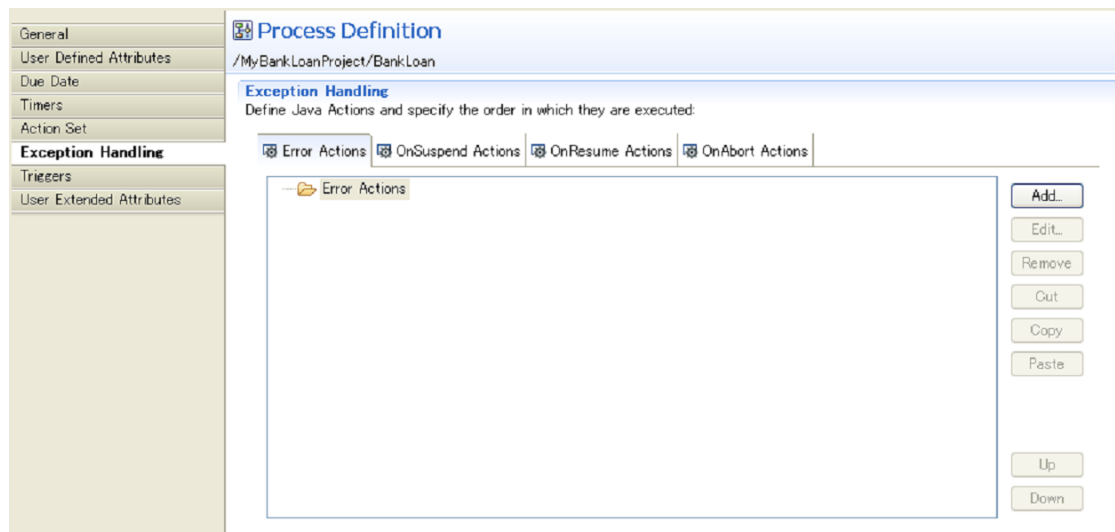 General
User Defined Attributes
Due Date
Timers
Action Set
Exception Handling
Triggers
User Extended Attributes
Process Definition
/MyBankLoanProject/BankLoan
Exception Handling
Define Java Actions and specify the order in which they are executed:
Error Actions OnSuspend Actions OnResume Actions OnAbort Actions
Error Actions
Add...
Edit...
Remove
Cut
Copy
Paste
Up
Down